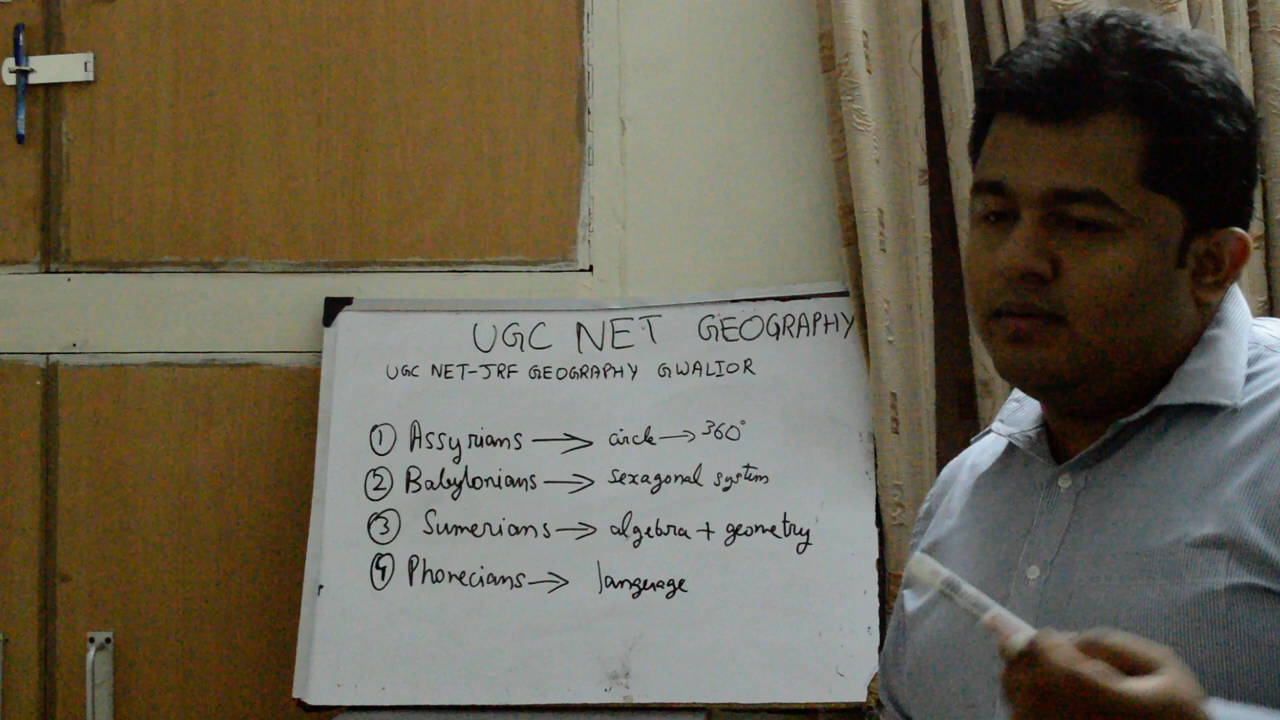 UGC NET GEOGRAPHY
UGC NET-JRF GEOGRAPHY GWALIOR
① Assyrians → circle → 360°
② Babylonians → sexagonal system
③ Sumerians → algebra + geometry
④ Phonecians → language